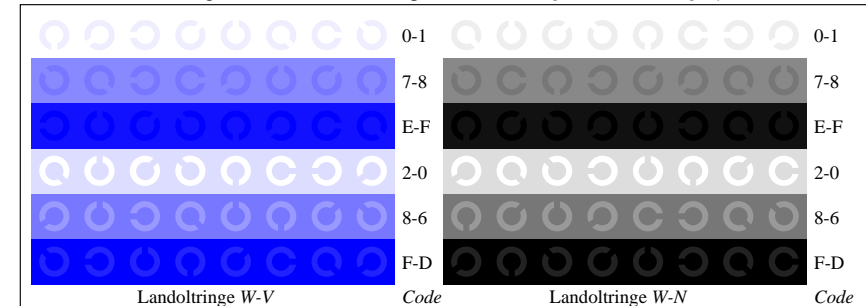 0-1 0-1
7-8 7-8
E-F E-F
2-0 2-0
8-6 8-6
F-D F-D
Landoltringe W-V Code Landoltringe W-N Code